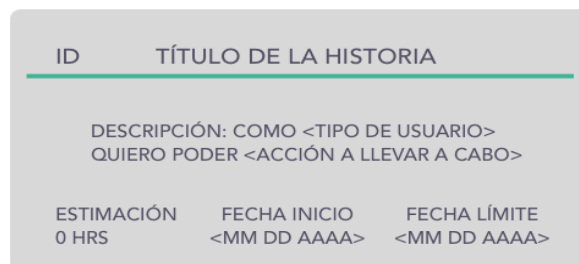 ID TÍTULO DE LA HISTORIA
DESCRIPCIÓN: COMO <TIPO DE USUARIO>
QUIERO PODER <ACCIÓN A LLEVAR A CABO>
ESTIMACIÓN FECHA INICIO FECHA LÍMITE
0 HRS <MM DD AAAA> <MM DD AAAA>